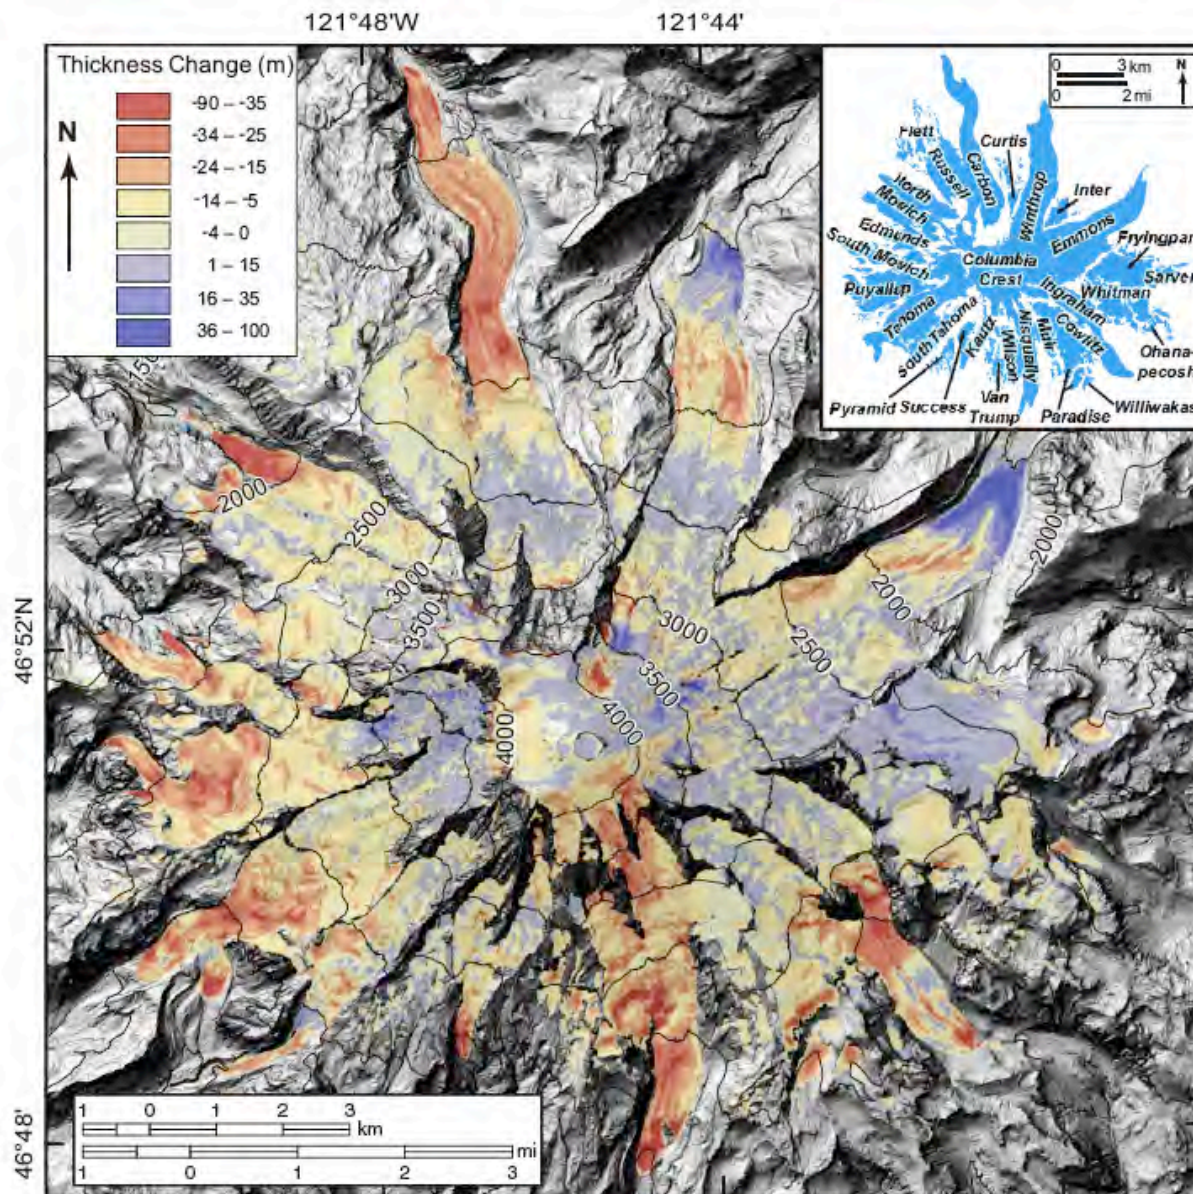 121°48'W
121°44'
Thickness Change (m)
-90 – -35
-34 – -25
-24 – -15
-14 – -5
-4 – 0
1 – 15
16 – 35
36 – 100
N
0 3 km
0 2 mi
N
Flett
Curtis
Russell
Carbon
Winthrop
Inter
North
Mowich
Emmons
Edmunds
Fryingpan
South Mowich
Columbia
Crest
Sarvent
Puyallup
Ingraham
Whitman
Tahoma
South Tahoma
Kautz
Wilson
Nisqually
Muir
Cowlitz
Ohana-
pecosh
Pyramid
Success
Van
Trump
Paradise
Williwakas
2000
2500
3000
3500
4000
4000
3500
3000
2500
2000
2000
46°52'N
46°48'
1 0 1 2 3
km
mi
1 0 1 2 3